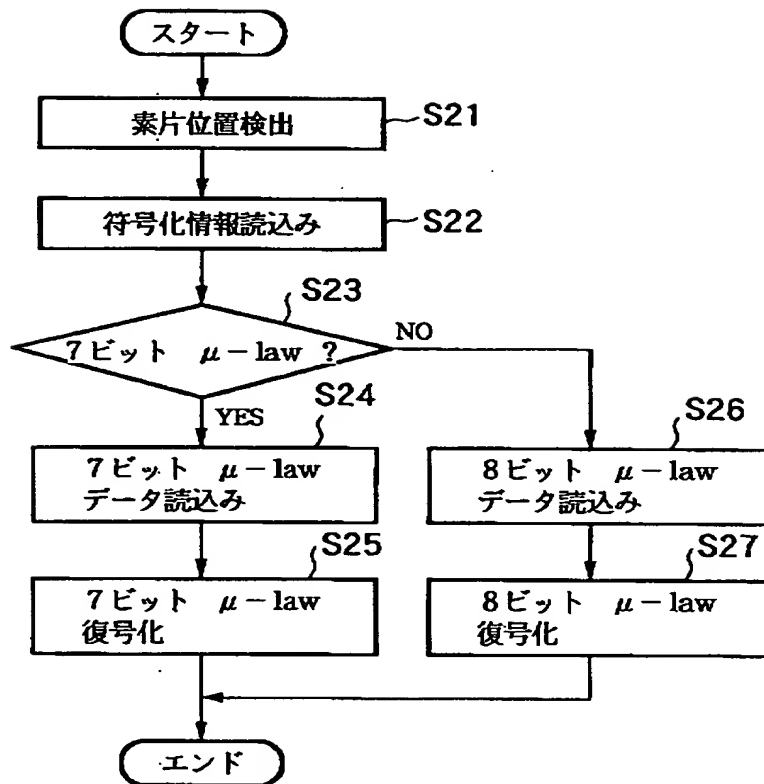 スタート
素片位置検出
S21
符号化情報読込み
S22
S23
7ビット μ-law ?
NO
YES
S24
7ビット μ-law
データ読込み
S26
8ビット μ-law
データ読込み
S25
7ビット μ-law
復号化
S27
8ビット μ-law
復号化
エンド